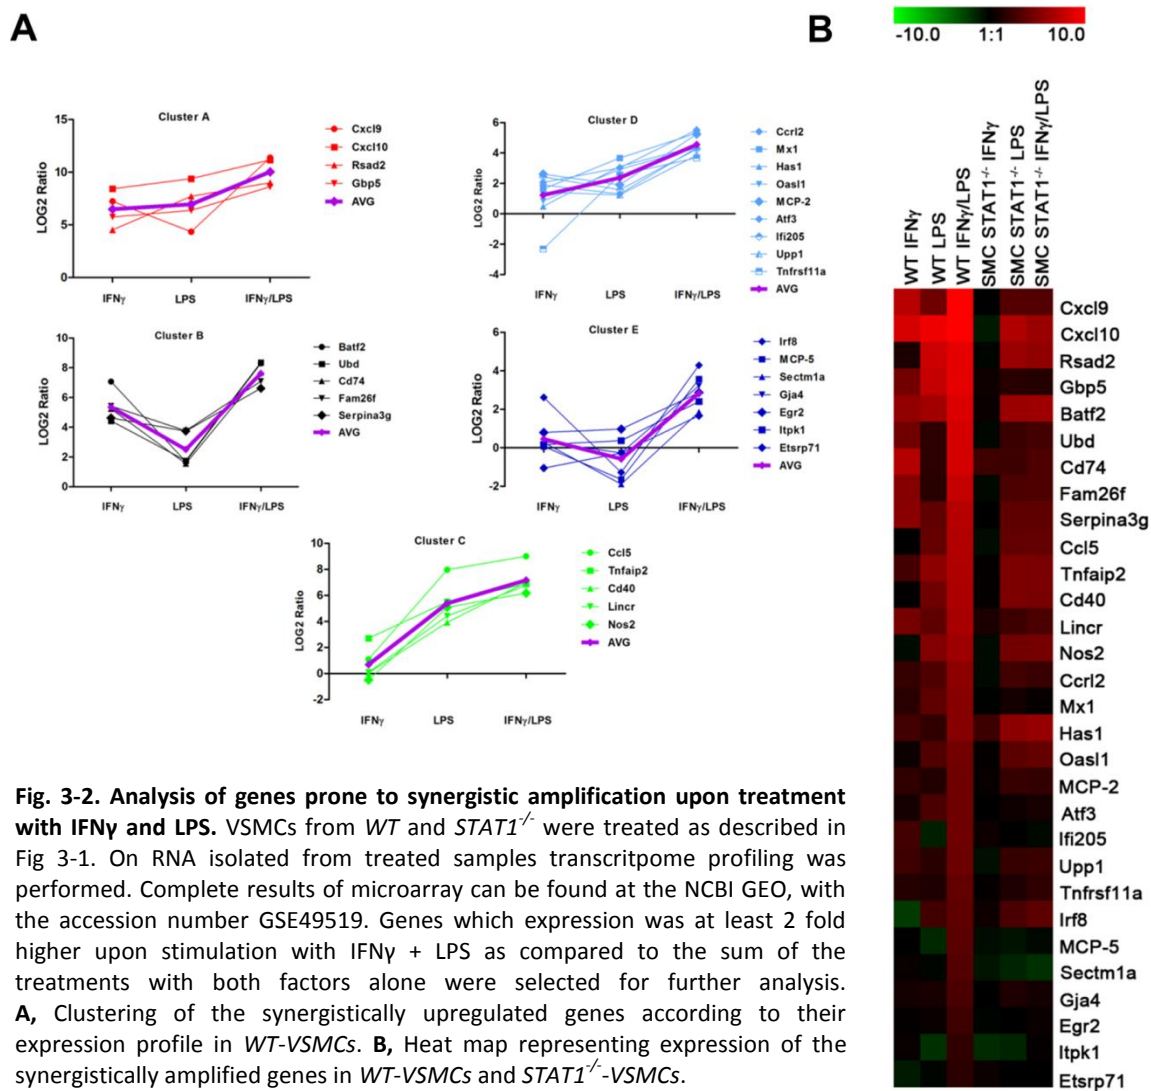 A
Cluster A
LOG2 Ratio
15
10
5
0
IFNγ
LPS
IFNγ/LPS
Cxcl9
Cxcl10
Rsad2
Gbp5
AVG
Cluster D
LOG2 Ratio
6
4
2
0
-2
-4
IFNγ
LPS
IFNγ/LPS
Ccrl2
Mx1
Has1
Oasl1
MCP-2
Atf3
Ifi205
Upp1
Tnfrsf11a
AVG
Cluster B
LOG2 Ratio
10
8
6
4
2
0
IFNγ
LPS
IFNγ/LPS
Batf2
Ubd
Cd74
Fam26f
Serpina3g
AVG
Cluster E
LOG2 Ratio
6
4
2
0
-2
IFNγ
LPS
IFNγ/LPS
Irf8
MCP-5
Sectm1a
Gja4
Egr2
Itpk1
Etsrp71
AVG
Cluster C
LOG2 Ratio
10
8
6
4
2
0
-2
IFNγ
LPS
IFNγ/LPS
Ccl5
Tnfaip2
Cd40
Lincr
Nos2
AVG
B
-10.0 1:1 10.0
WT IFNγ
WT LPS
WT IFNγ/LPS
SMC STAT1-/- IFNγ
SMC STAT1-/- LPS
SMC STAT1-/- IFNγ/LPS
Cxcl9
Cxcl10
Rsad2
Gbp5
Batf2
Ubd
Cd74
Fam26f
Serpina3g
Ccl5
Tnfaip2
Cd40
Lincr
Nos2
Ccrl2
Mx1
Has1
Oasl1
MCP-2
Atf3
Ifi205
Upp1
Tnfrsf11a
Irf8
MCP-5
Sectm1a
Gja4
Egr2
Itpk1
Etsrp71
Fig. 3-2. Analysis of genes prone to synergistic amplification upon treatment
with IFNγ and LPS. VSMCs from WT and STAT1-/- were treated as described in
Fig 3-1. On RNA isolated from treated samples transcritpome profiling was
performed. Complete results of microarray can be found at the NCBI GEO, with
the accession number GSE49519. Genes which expression was at least 2 fold
higher upon stimulation with IFNγ + LPS as compared to the sum of the
treatments with both factors alone were selected for further analysis.
A, Clustering of the synergistically upregulated genes according to their
expression profile in WT-VSMCs. B, Heat map representing expression of the
synergistically amplified genes in WT-VSMCs and STAT1-/--VSMCs.